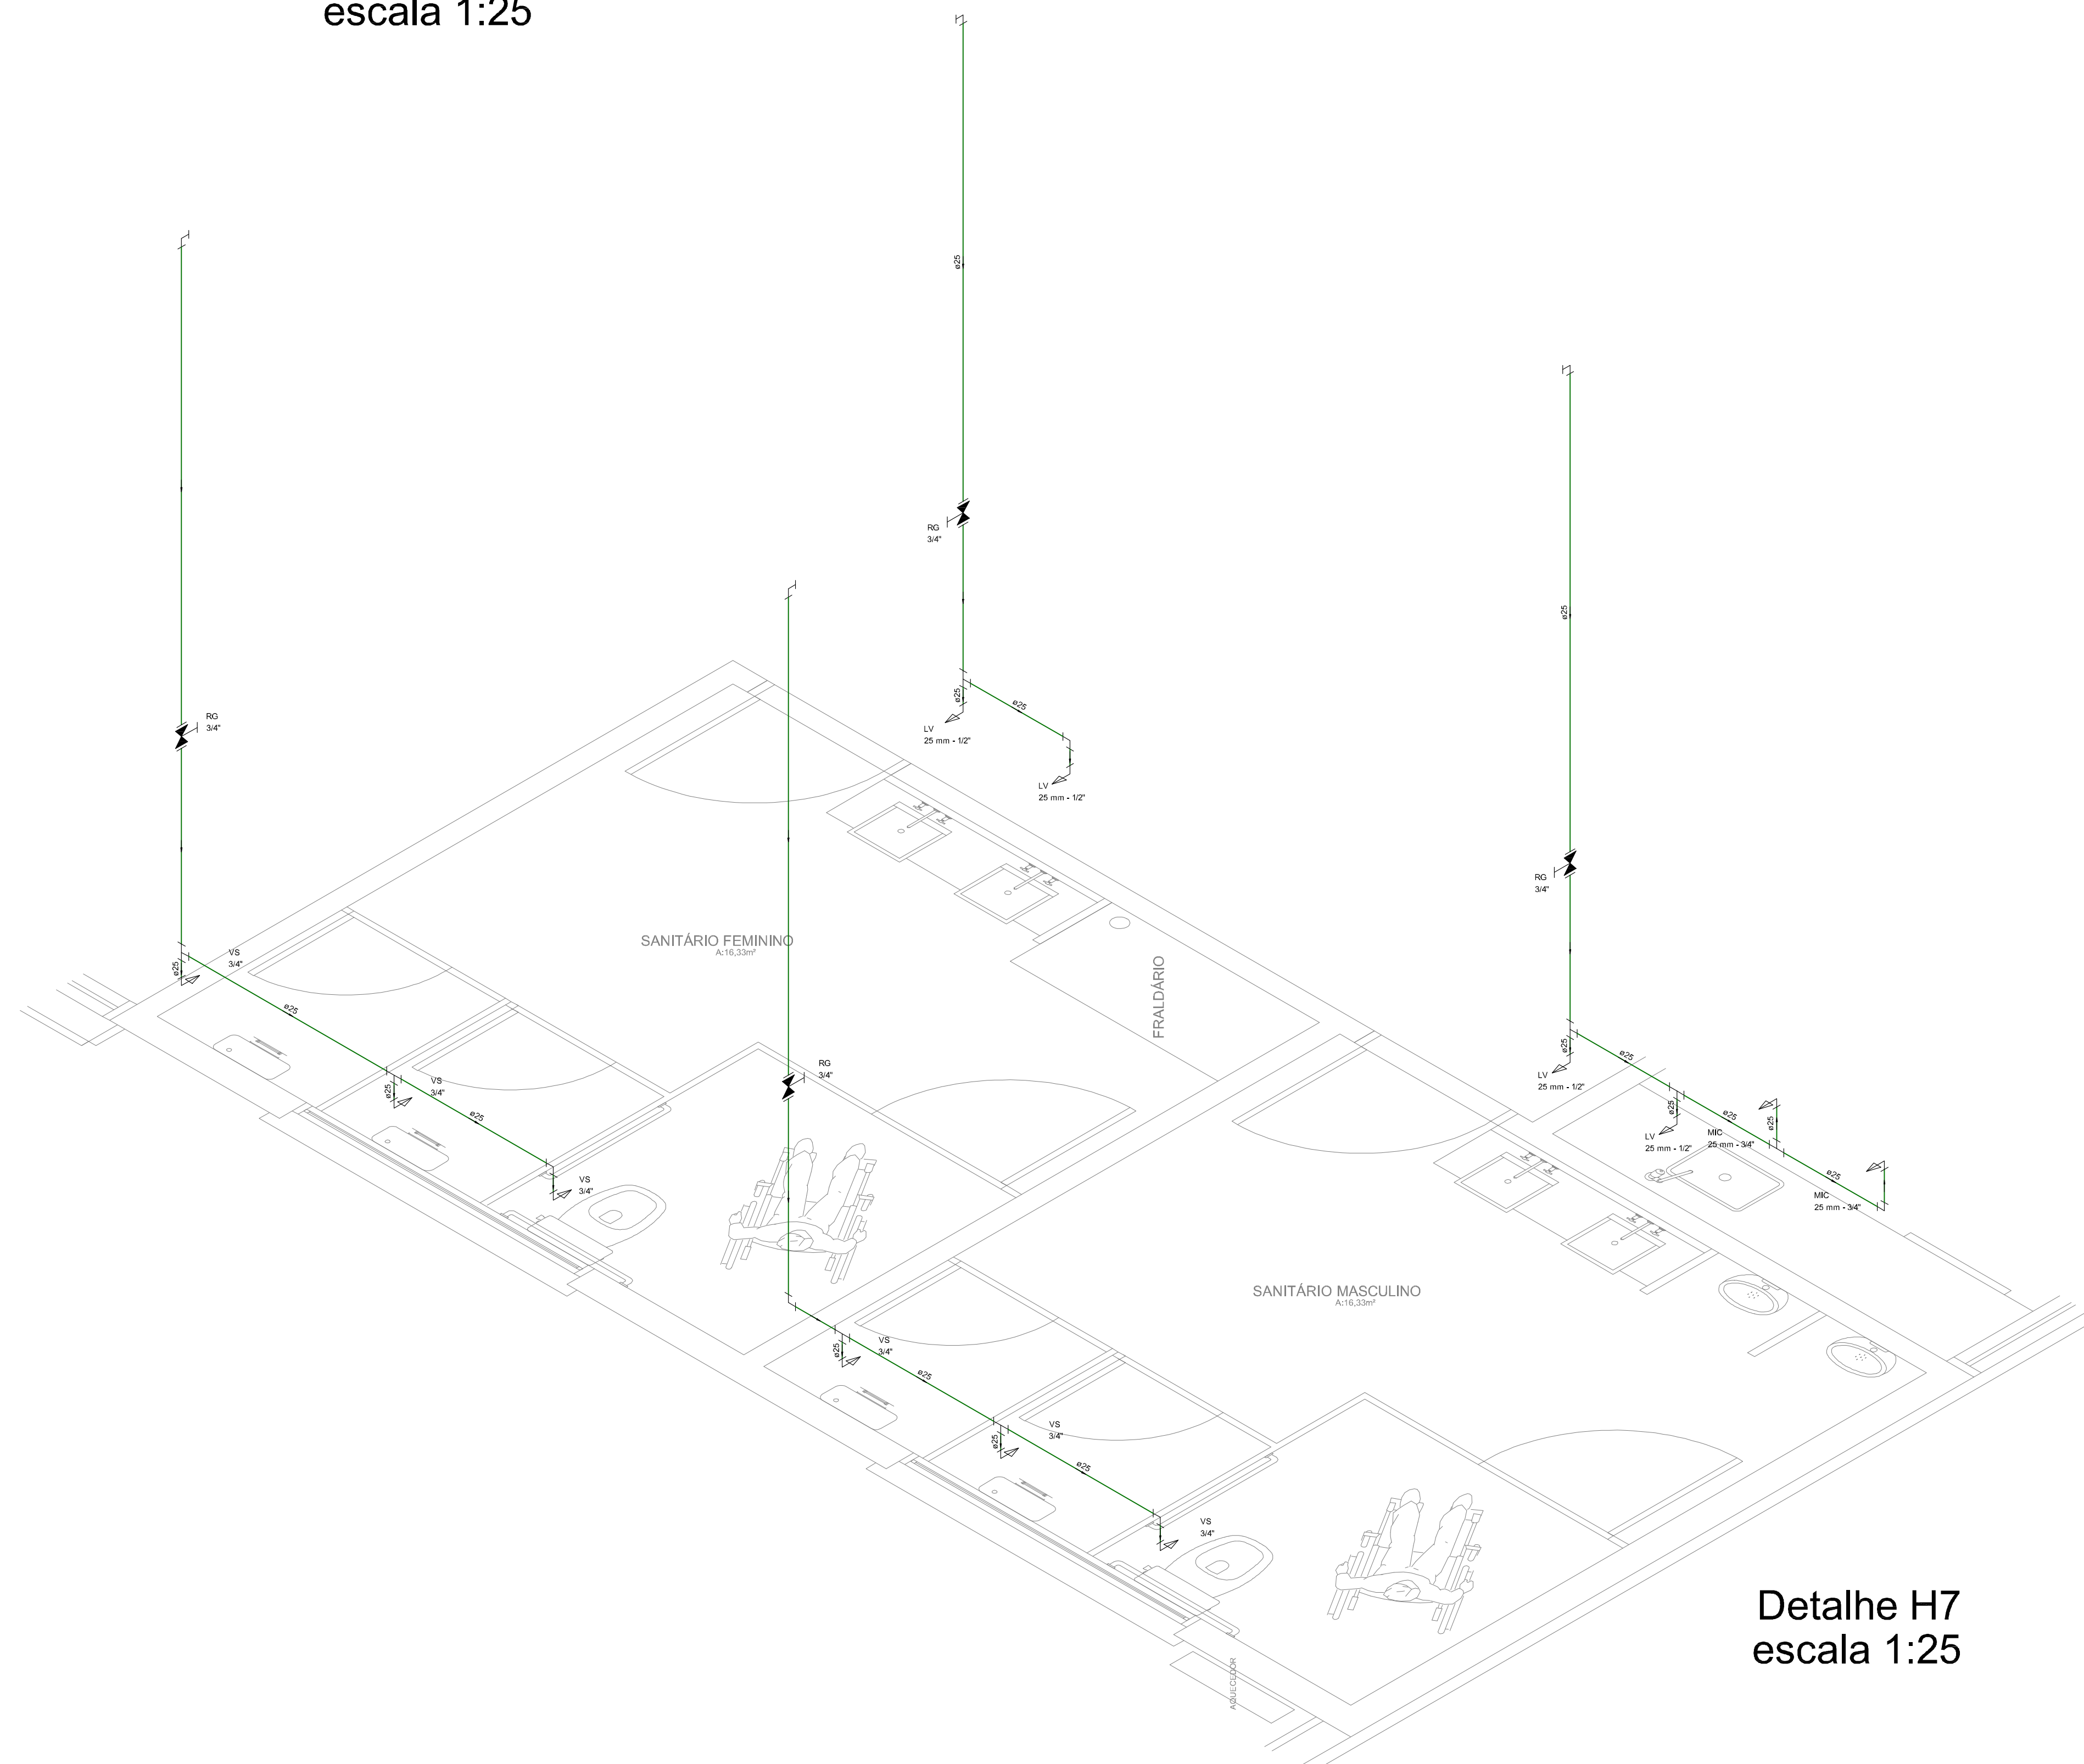 escala 1:25
ø25
RG
3/4"
ø25
ø25
LV
25 mm - 1/2"
LV
25 mm - 1/2"
ø25
RG
3/4"
ø25
ø25
LV
25 mm - 1/2"
ø25
ø25
LV
25 mm - 1/2"
MIC
25 mm - 3/4"
ø25
ø25
MIC
25 mm - 3/4"
RG
3/4"
VS
3/4"
ø25
ø25
VS
3/4"
ø25
ø25
VS
3/4"
SANITÁRIO FEMININO
A:16,33m²
FRALDÁRIO
RG
3/4"
VS
3/4"
ø25
ø25
VS
3/4"
ø25
ø25
VS
3/4"
SANITÁRIO MASCULINO
A:16,33m²
AQUECEDOR
Detalhe H7
escala 1:25